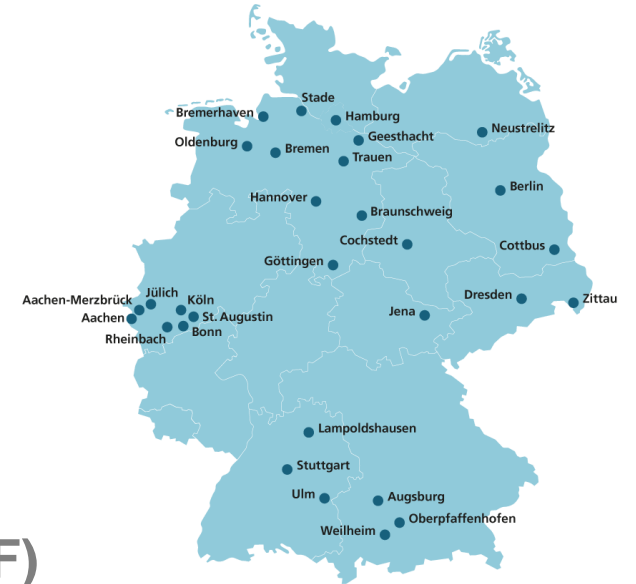 Stade
Bremerhaven
Hamburg
Geesthacht
Neustrelitz
Oldenburg
Bremen
Trauen
Berlin
Hannover
Braunschweig
Cochstedt
Cottbus
Göttingen
Aachen-Merzbrück
Jülich
Köln
Dresden
Zittau
Aachen
St. Augustin
Jena
Rheinbach
Bonn
Lampoldshausen
Stuttgart
Ulm
Augsburg
Oberpfaffenhofen
Weilheim
F)